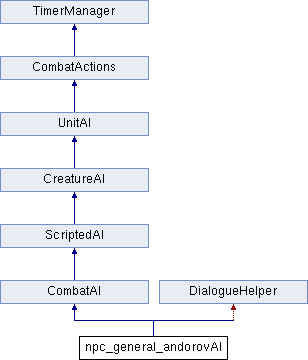 TimerManager
CombatActions
UnitAI
CreatureAI
ScriptedAI
CombatAI
DialogueHelper
npc_general_andorovAI